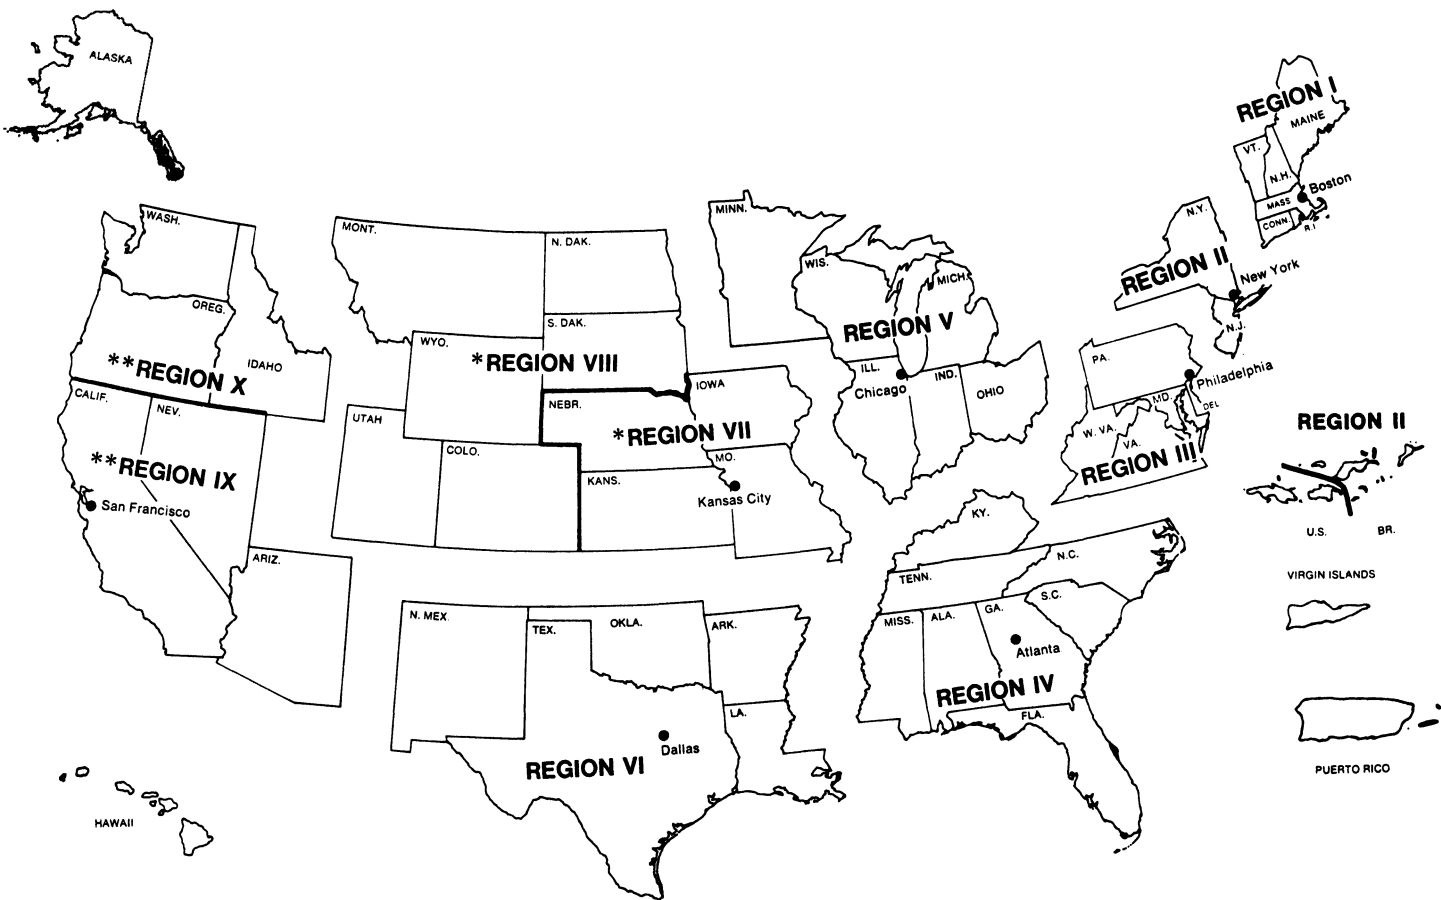 ALASKA
REGION I
MAINE
VT.
N.H.
Boston
MASS
CONN.
R.I
N.Y.
REGION II
New York
N.J.
WASH.
OREG.
IDAHO
**REGION X
MONT.
N. DAK.
S. DAK.
WYO.
*REGION VIII
UTAH
COLO.
MINN.
WIS.
MICH.
REGION V
ILL.
IND.
OHIO
Chicago
PA.
Philadelphia
MD.
DEL
W. VA.
VA.
REGION III
CALIF.
NEV.
**REGION IX
San Francisco
ARIZ.
NEBR.
IOWA
*REGION VII
KANS.
MO.
Kansas City
REGION II
U.S.
BR.
VIRGIN ISLANDS
PUERTO RICO
KY.
TENN.
N.C.
S.C.
MISS.
ALA.
GA.
Atlanta
REGION IV
FLA.
N. MEX.
TEX.
OKLA.
ARK.
LA.
Dallas
REGION VI
HAWAII